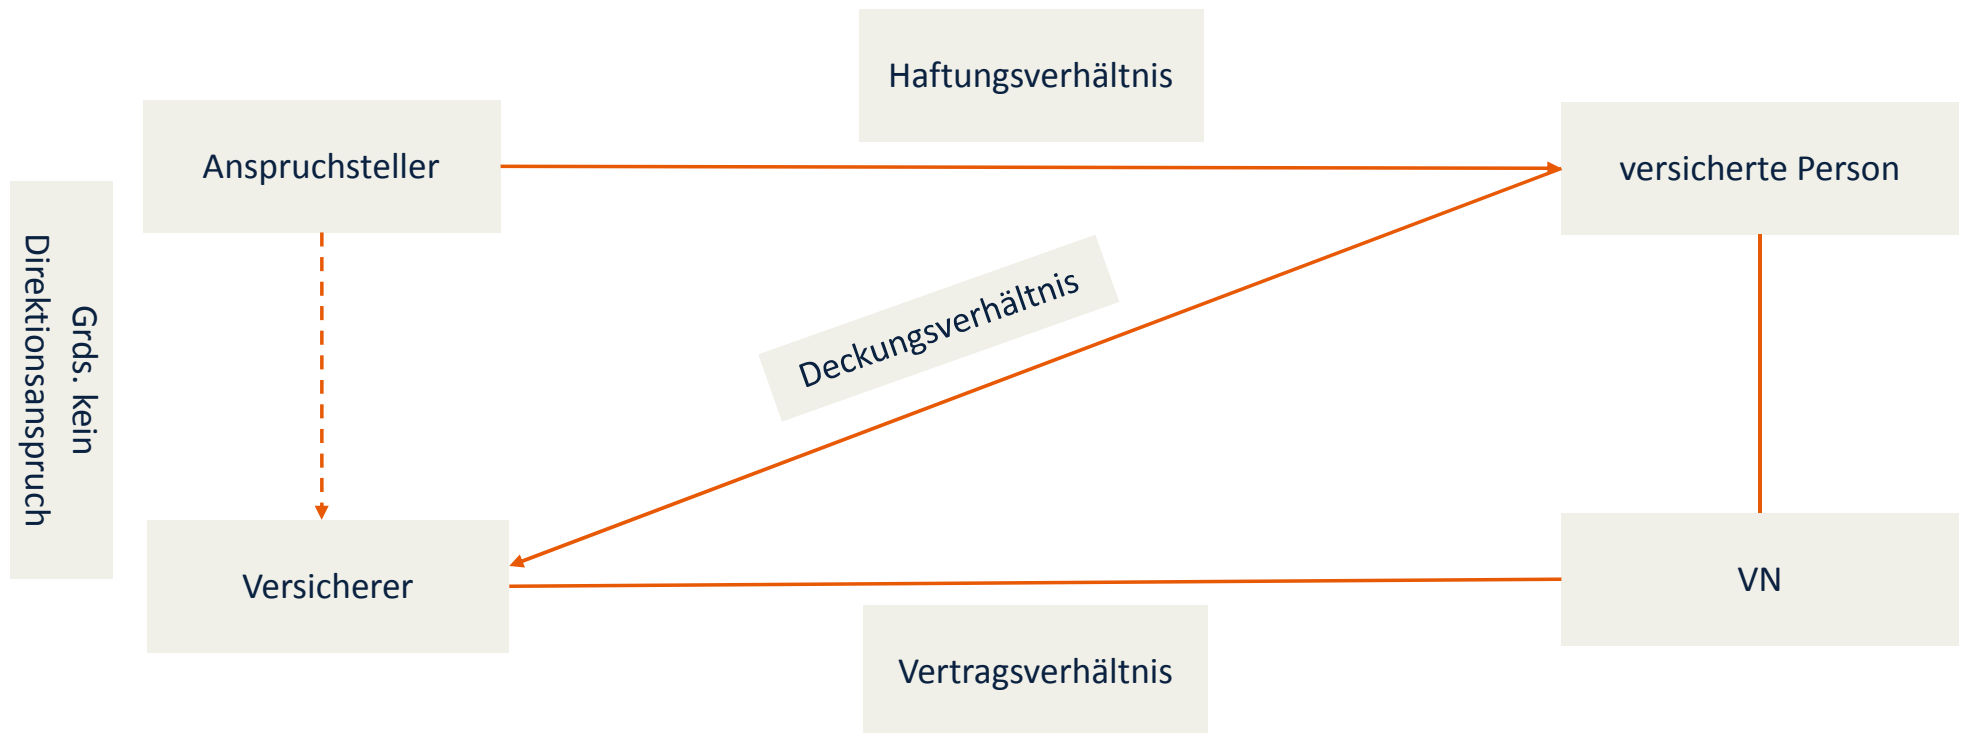 Haftungsverhältnis
Anspruchsteller
versicherte Person
Grds. kein
Direktionsanspruch
Deckungsverhältnis
Versicherer
VN
Vertragsverhältnis